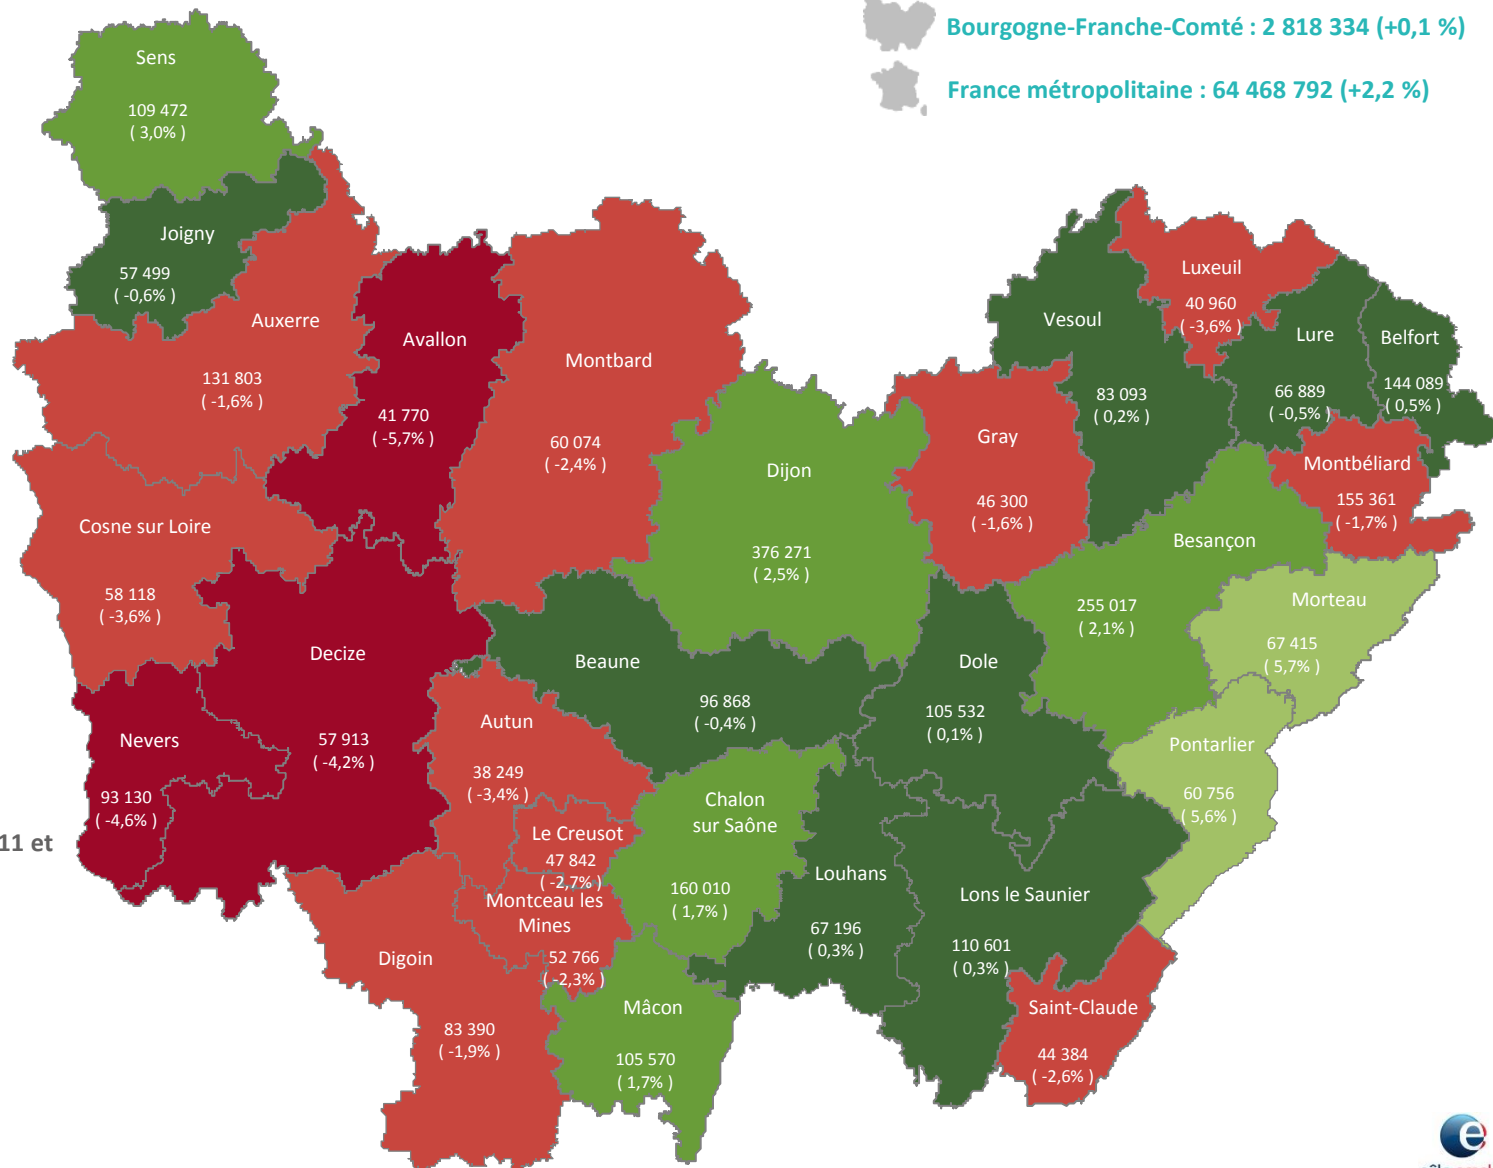 Bourgogne-Franche-Comté : 2 818 334 (+0,1 %)
France métropolitaine : 64 468 792 (+2,2 %)
Sens
109 472
( 3,0% )
Joigny
57 499
( -0,6% )
Auxerre
131 803
( -1,6% )
Avallon
41 770
( -5,7% )
Montbard
60 074
( -2,4% )
Dijon
376 271
( 2,5% )
Vesoul
83 093
( 0,2% )
Luxeuil
40 960
( -3,6% )
Lure
66 889
( -0,5% )
Belfort
144 089
( 0,5% )
Gray
46 300
( -1,6% )
Montbéliard
155 361
( -1,7% )
Besançon
255 017
( 2,1% )
Morteau
67 415
( 5,7% )
Cosne sur Loire
58 118
( -3,6% )
Decize
57 913
( -4,2% )
Nevers
93 130
( -4,6% )
Beaune
96 868
( -0,4% )
Dole
105 532
( 0,1% )
Pontarlier
60 756
( 5,6% )
Autun
38 249
( -3,4% )
Le Creusot
47 842
( -2,7% )
Montceau les
Mines
52 766
( -2,3% )
Chalon
sur Saône
160 010
( 1,7% )
Louhans
67 196
( 0,3% )
Lons le Saunier
110 601
( 0,3% )
11 et
Digoin
83 390
( -1,9% )
Mâcon
105 570
( 1,7% )
Saint-Claude
44 384
( -2,6% )
e